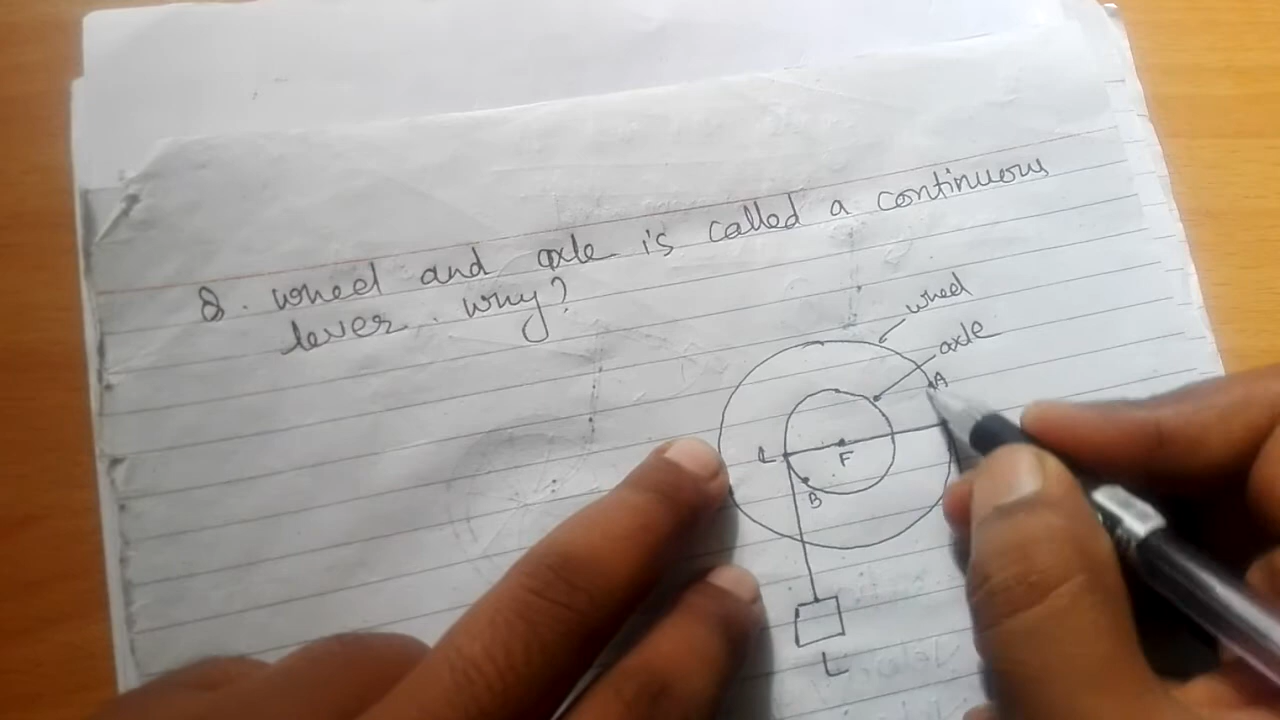 Q. wheel and axle is called a continuous
lever. why?
wheel
axle
A
L
F
B
L